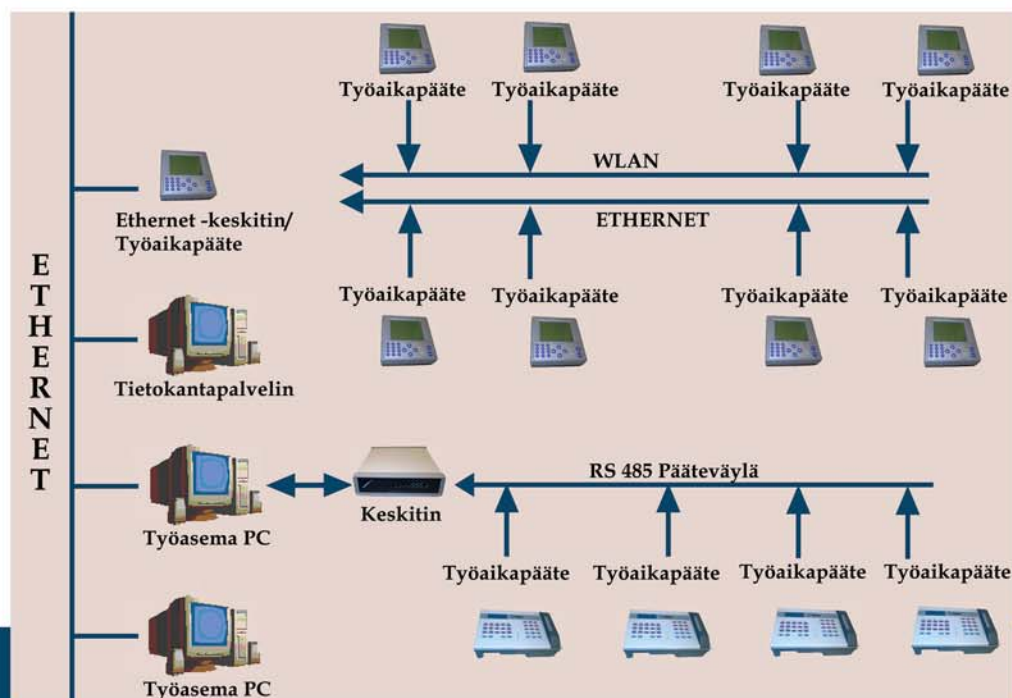 Työaikapääte Työaikapääte Työaikapääte Työaikapääte
WLAN
ETHERNET
Ethernet -keskitin/
Työaikapääte
Työaikapääte Työaikapääte Työaikapääte Työaikapääte
Tietokantapalvelin
ETHERNET
RS 485 Pääteväylä
Keskitin
Työasema PC
Työaikapääte Työaikapääte Työaikapääte Työaikapääte
Työasema PC